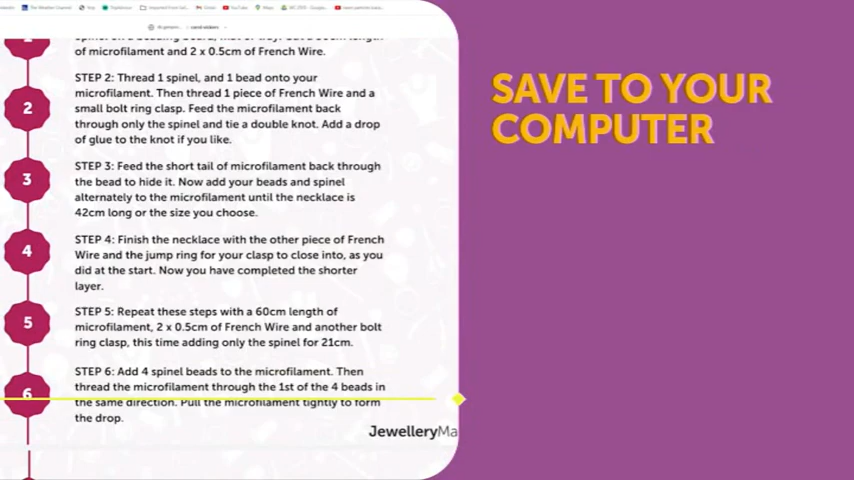 of microfilament and 2 x 0.5cm of French Wire.
2
STEP 2: Thread 1 spinel, and 1 bead onto your
microfilament. Then thread 1 piece of French Wire and a
small bolt ring clasp. Feed the microfilament back
through only the spinel and tie a double knot. Add a drop
of glue to the knot if you like.
3
STEP 3: Feed the short tail of microfilament back through
the bead to hide it. Now add your beads and spinel
alternately to the microfilament until the necklace is
42cm long or the size you choose.
4
STEP 4: Finish the necklace with the other piece of French
Wire and the jump ring for your clasp to close into, as you
did at the start. Now you have completed the shorter
layer.
5
STEP 5: Repeat these steps with a 60cm length of
microfilament, 2 x 0.5cm of French Wire and another bolt
ring clasp, this time adding only the spinel for 21cm.
6
STEP 6: Add 4 spinel beads to the microfilament. Then
thread the microfilament through the 1st of the 4 beads in
the same direction. Pull the microfilament tightly to form
the drop.
JewelleryMa
SAVE TO YOUR
COMPUTER